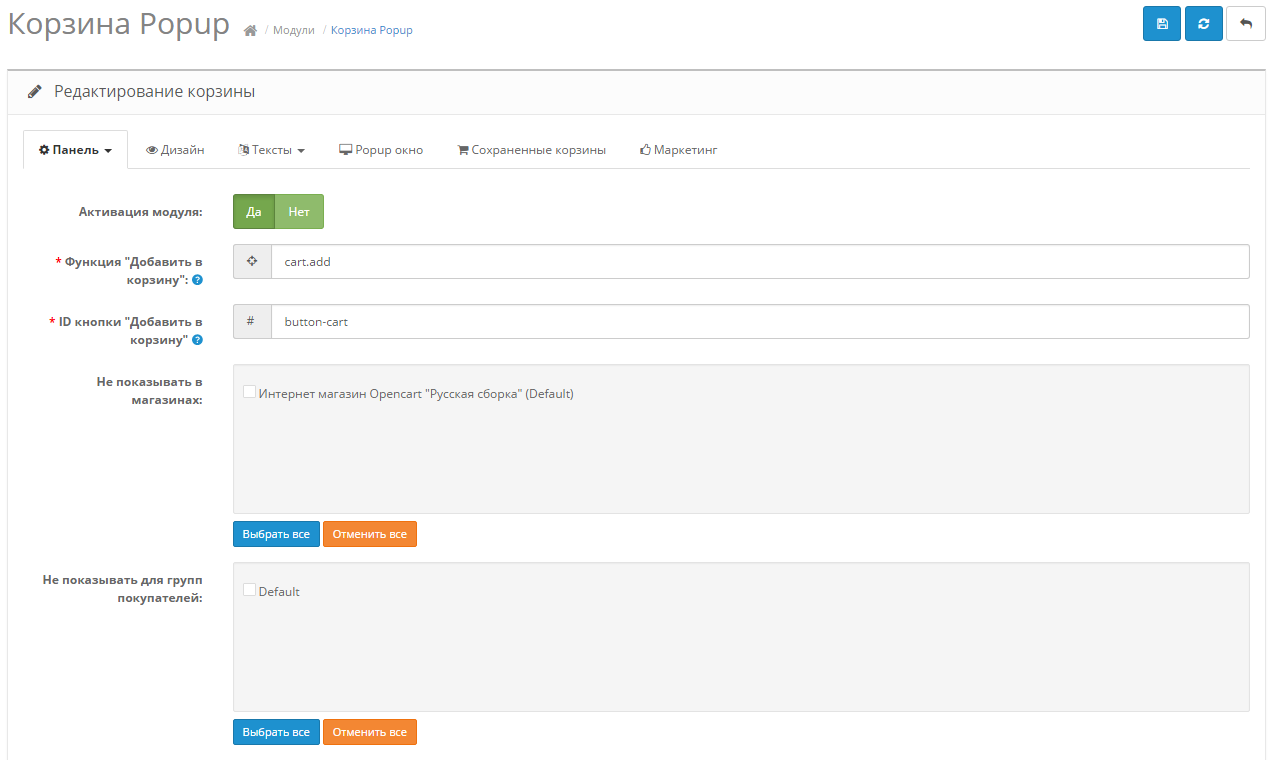 Корзина Popup / Модули / Корзина Popup
Редактирование корзины
Панель Дизайн Тексты Popup окно Сохраненные корзины Маркетинг
Активация модуля: Да Нет
* Функция "Добавить в
корзину": ?
cart.add
* ID кнопки "Добавить в
корзину" ?
# button-cart
Не показывать в
магазинах:
Интернет магазин Opencart "Русская сборка" (Default)
Выбрать все Отменить все
Не показывать для групп
покупателей:
Default
Выбрать все Отменить все